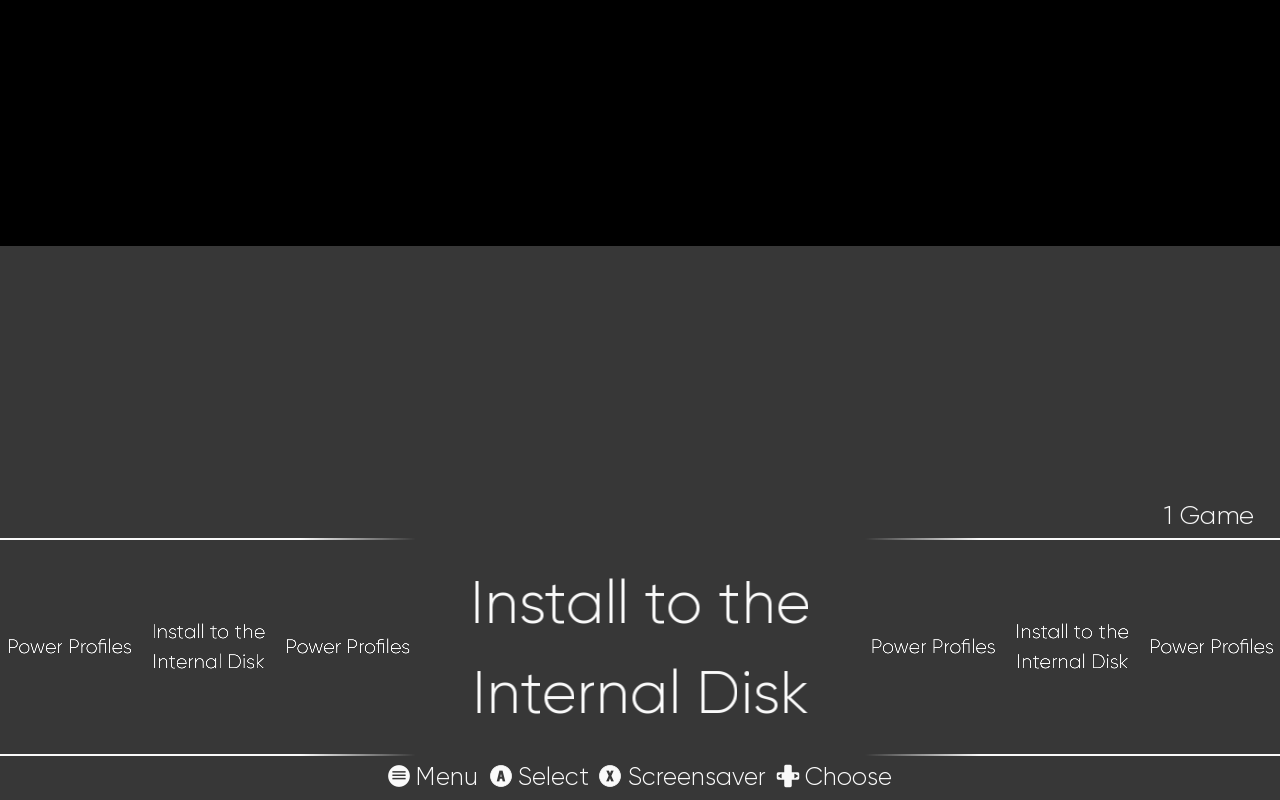 1 Game
Power Profiles
Install to the
Internal Disk
Power Profiles
Install to the
Internal Disk
Power Profiles
Install to the
Internal Disk
Power Profiles
Menu A Select X Screensaver Choose